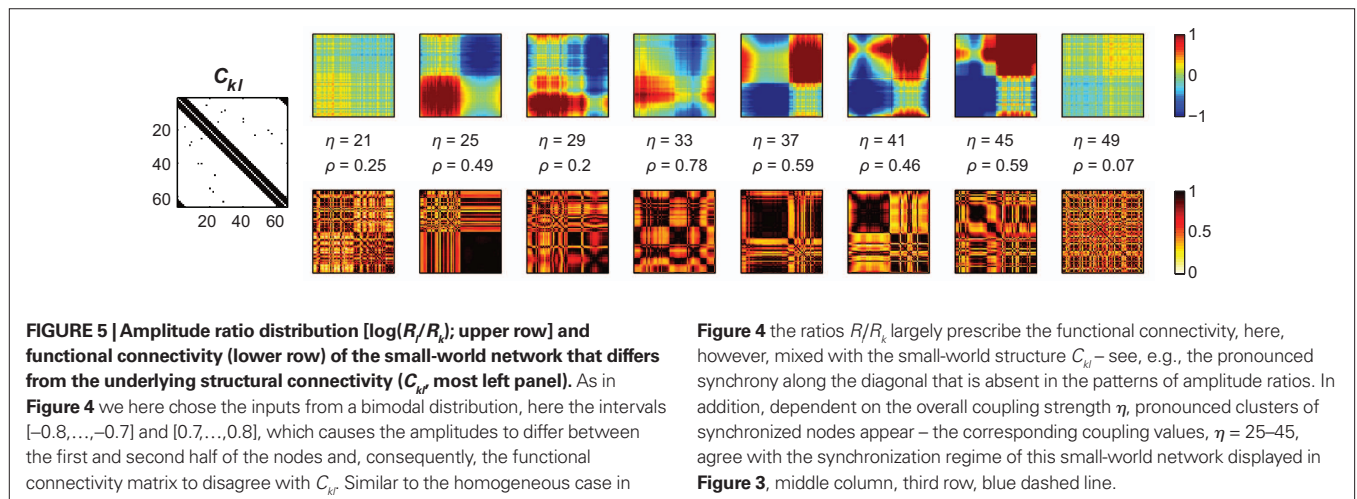 C_kl
20
40
60
20 40 60
η = 21 η = 25 η = 29 η = 33 η = 37 η = 41 η = 45 η = 49
ρ = 0.25 ρ = 0.49 ρ = 0.2 ρ = 0.78 ρ = 0.59 ρ = 0.46 ρ = 0.59 ρ = 0.07
1
0
−1
1
0.5
0
FIGURE 5 | Amplitude ratio distribution [log(R_l/R_k); upper row] and
functional connectivity (lower row) of the small-world network that differs
from the underlying structural connectivity (C_kl, most left panel). As in
Figure 4 we here chose the inputs from a bimodal distribution, here the intervals
[–0.8,…,–0.7] and [0.7,…,0.8], which causes the amplitudes to differ between
the first and second half of the nodes and, consequently, the functional
connectivity matrix to disagree with C_kl. Similar to the homogeneous case in
Figure 4 the ratios R_l/R_k largely prescribe the functional connectivity, here,
however, mixed with the small-world structure C_kl – see, e.g., the pronounced
synchrony along the diagonal that is absent in the patterns of amplitude ratios. In
addition, dependent on the overall coupling strength η, pronounced clusters of
synchronized nodes appear – the corresponding coupling values, η = 25–45,
agree with the synchronization regime of this small-world network displayed in
Figure 3, middle column, third row, blue dashed line.